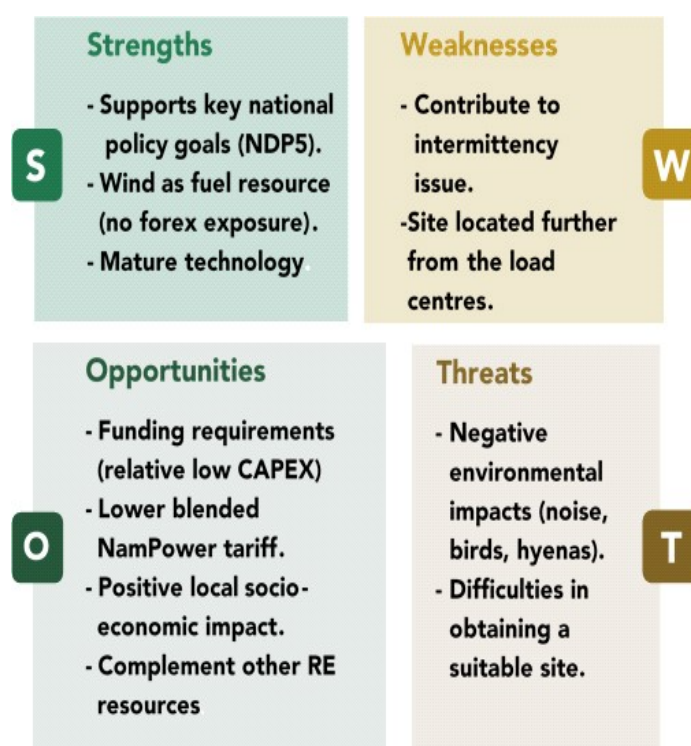 Strengths
- Supports key national
policy goals (NDP5).
- Wind as fuel resource
(no forex exposure).
- Mature technology.
S
Weaknesses
- Contribute to
intermittency
issue.
-Site located further
from the load
centres.
W
Opportunities
- Funding requirements
(relative low CAPEX)
- Lower blended
NamPower tariff.
- Positive local socio-
economic impact.
- Complement other RE
resources
O
Threats
- Negative
environmental
impacts (noise,
birds, hyenas).
- Difficulties in
obtaining a
suitable site.
T